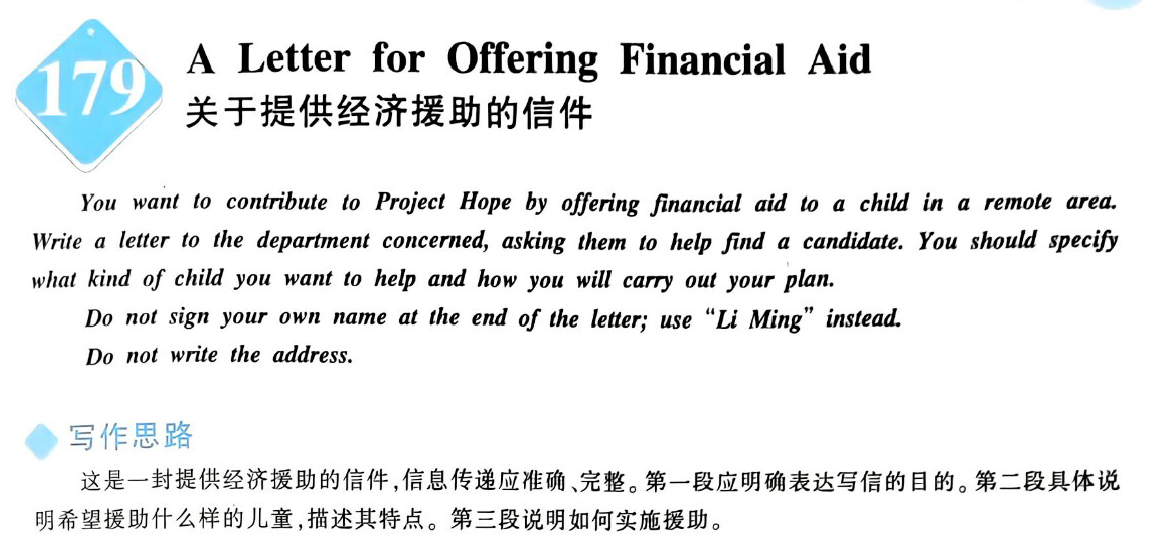 179
A Letter for Offering Financial Aid
关于提供经济援助的信件
You want to contribute to Project Hope by offering financial aid to a child in a remote area.
Write a letter to the department concerned, asking them to help find a candidate. You should specify
what kind of child you want to help and how you will carry out your plan.
Do not sign your own name at the end of the letter; use “Li Ming” instead.
Do not write the address.
写作思路
这是一封提供经济援助的信件,信息传递应准确、完整。第一段应明确表达写信的目的。第二段具体说
明希望援助什么样的儿童,描述其特点。第三段说明如何实施援助。